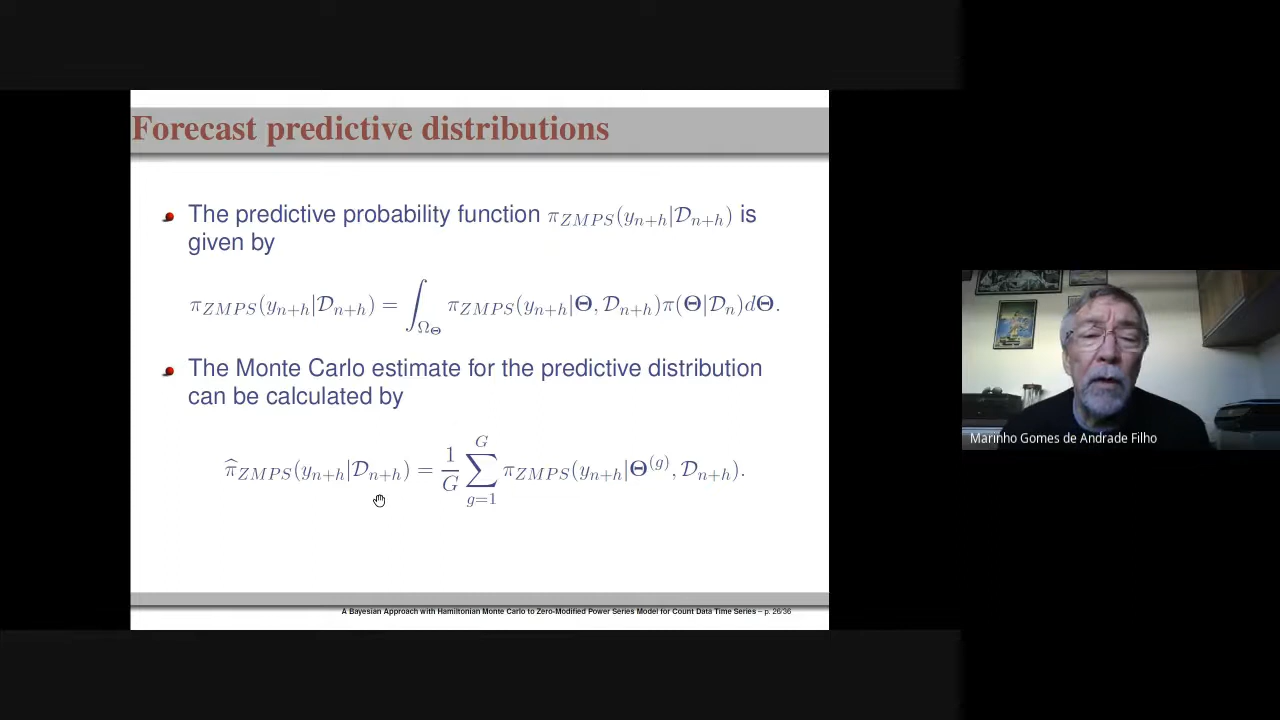 Forecast predictive distributions
The predictive probability function π_{ZMPS}(y_{n+h}|𝒟_{n+h}) is
given by
π_{ZMPS}(y_{n+h}|𝒟_{n+h}) = ∫_{Ω_Θ} π_{ZMPS}(y_{n+h}|Θ, 𝒟_{n+h})π(Θ|𝒟_n)dΘ.
The Monte Carlo estimate for the predictive distribution
can be calculated by
π̂_{ZMPS}(y_{n+h}|𝒟_{n+h}) = \frac{1}{G} ∑_{g=1}^{G} π_{ZMPS}(y_{n+h}|Θ^{(g)}, 𝒟_{n+h}).
A Bayesian Approach with Hamiltonian Monte Carlo to Zero-Modified Power Series Model for Count Data Time Series – p. 26/36
Marinho Gomes de Andrade Filho